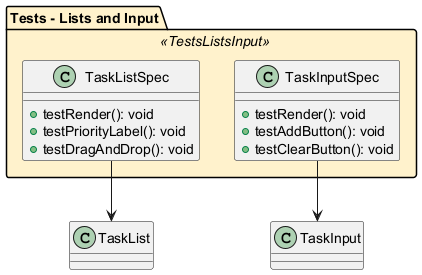 Tests - Lists and Input
«TestsListsInput»
C TaskListSpec
testRender(): void
testPriorityLabel(): void
testDragAndDrop(): void
C TaskInputSpec
testRender(): void
testAddButton(): void
testClearButton(): void
C TaskList
C TaskInput